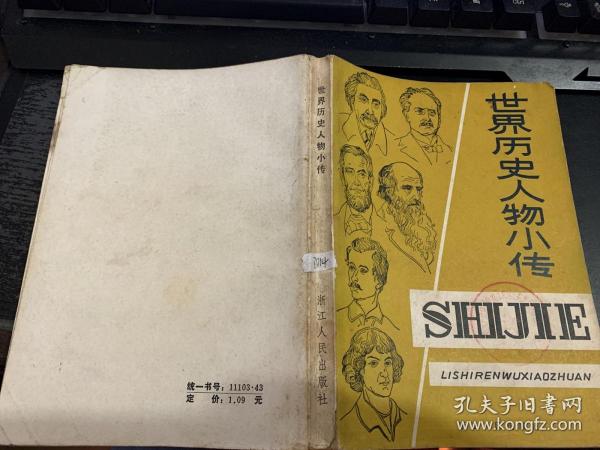 世界历史人物小传
SHIJIE
LISHIRENWUXIAOZHUAN
世界历史人物小传
浙江人民出版社
统一书号：11103·43
定 价：1.09 元
孔夫子旧书网
www.kongfz.com